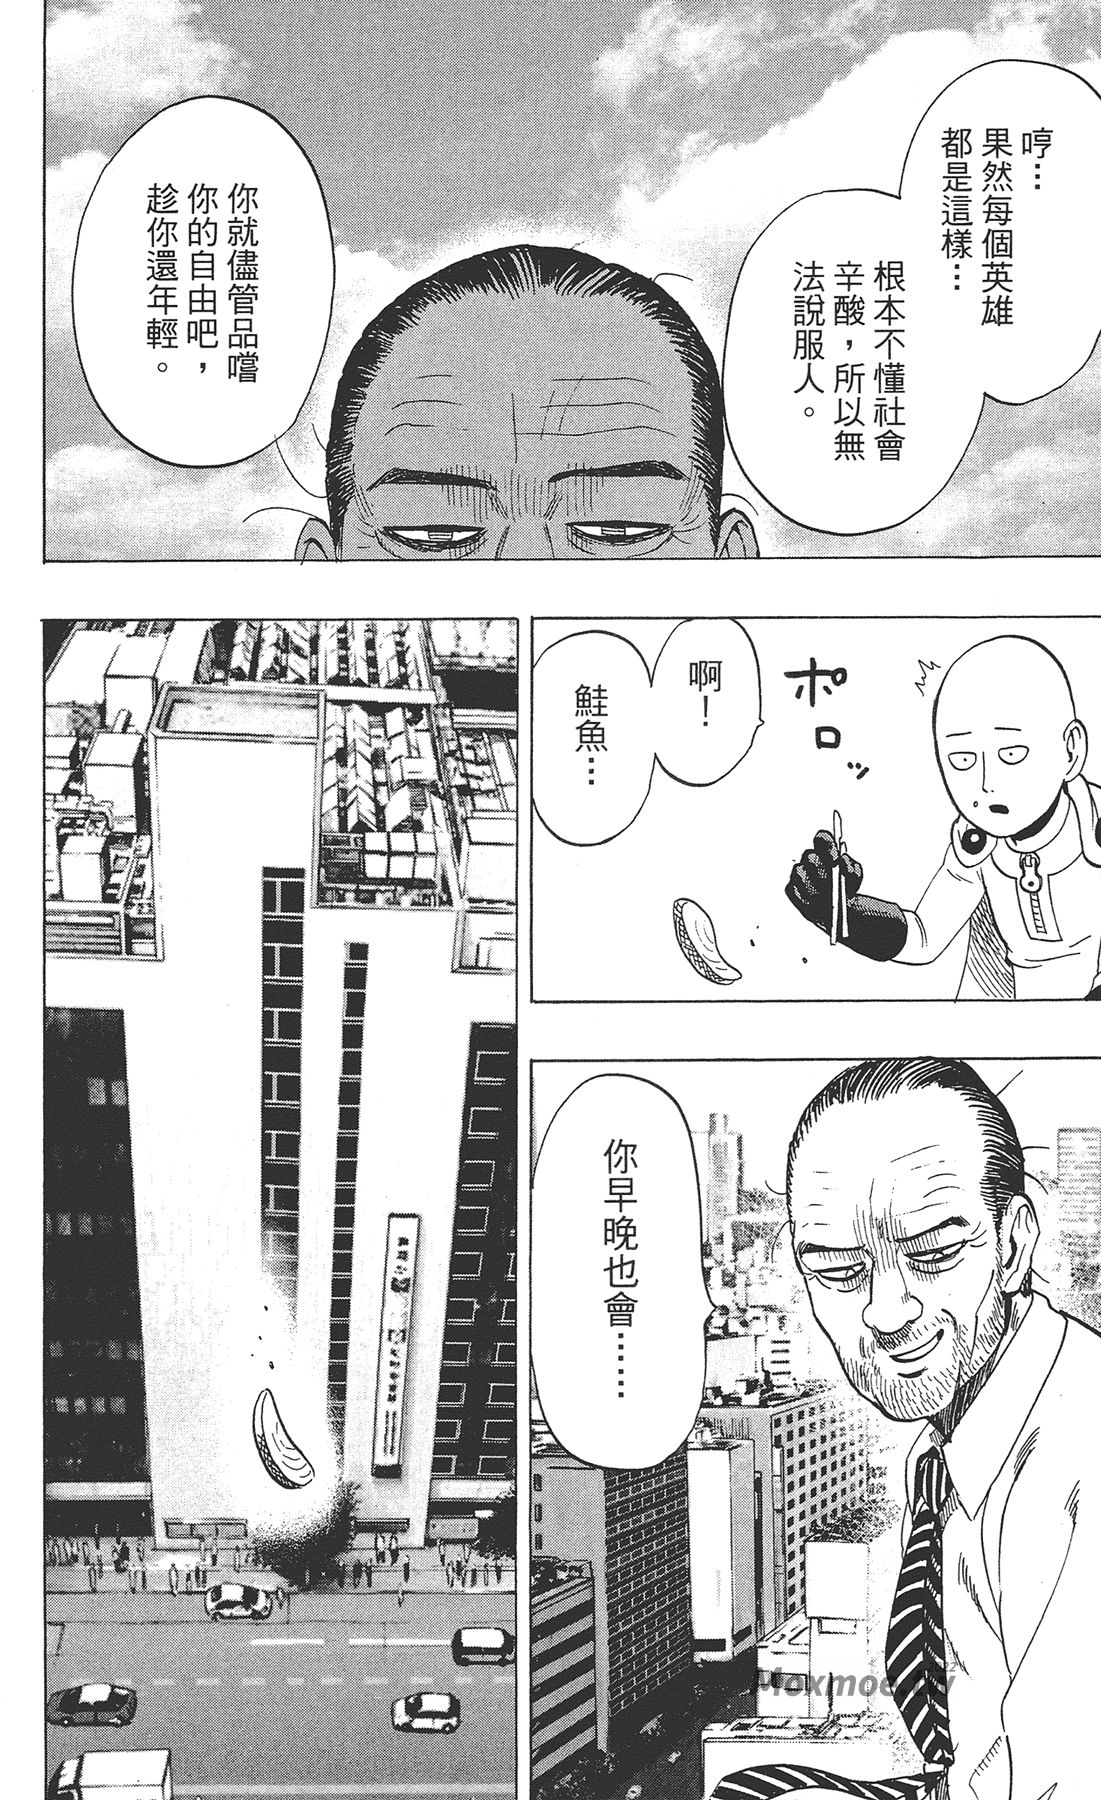 哼…
果然每個英雄
都是這樣…
根本不懂社會
辛酸，所以無
法說服人。
你就儘管品嚐
你的自由吧，
趁你還年輕。
ポロッ
啊！
鮭魚…
你早晚也會……